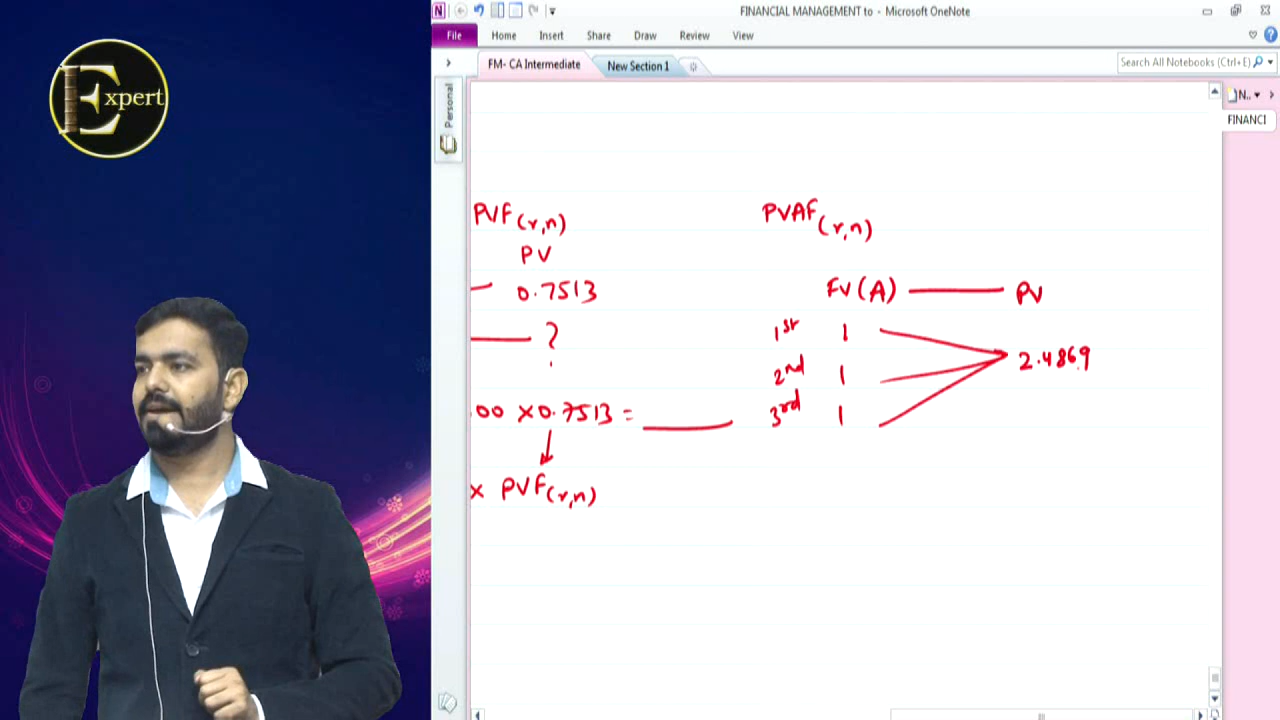 Expert
FINANCIAL MANAGEMENT to - Microsoft OneNote
File Home Insert Share Draw Review View
FM- CA Intermediate New Section 1
Search All Notebooks (Ctrl+E)
N..
Personal
FINANCI
PVF(r,n)
PV
0.7513
?
.00 × 0.7513 =
× PVF(r,n)
PVAF(r,n)
FV(A) PV
1st 1
2nd 1
3rd 1
2.4869